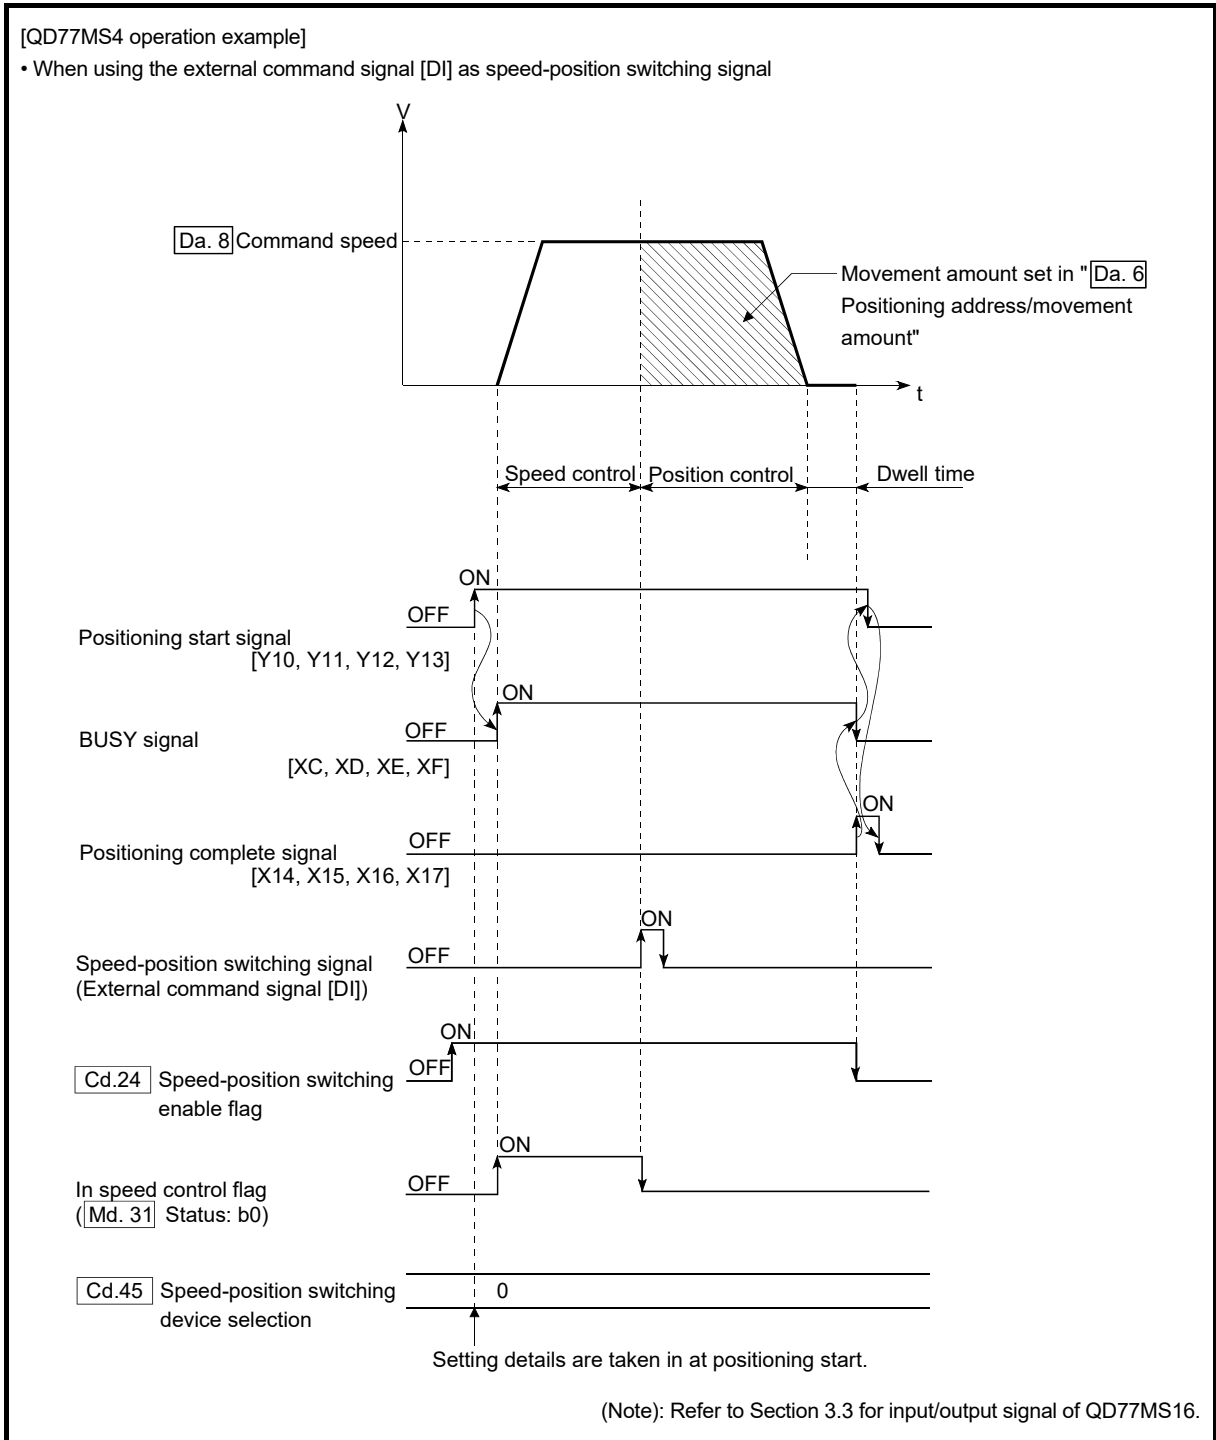 [QD77MS4 operation example]
• When using the external command signal [DI] as speed-position switching signal
V
Da. 8 Command speed
Movement amount set in " Da. 6
Positioning address/movement
amount"
t
Speed control
Position control
Dwell time
ON
OFF
Positioning start signal
[Y10, Y11, Y12, Y13]
ON
OFF
BUSY signal
[XC, XD, XE, XF]
ON
OFF
Positioning complete signal
[X14, X15, X16, X17]
ON
OFF
Speed-position switching signal
(External command signal [DI])
ON
OFF
Cd.24 Speed-position switching
enable flag
ON
OFF
In speed control flag
( Md. 31 Status: b0)
Cd.45 Speed-position switching
device selection
0
Setting details are taken in at positioning start.
(Note): Refer to Section 3.3 for input/output signal of QD77MS16.